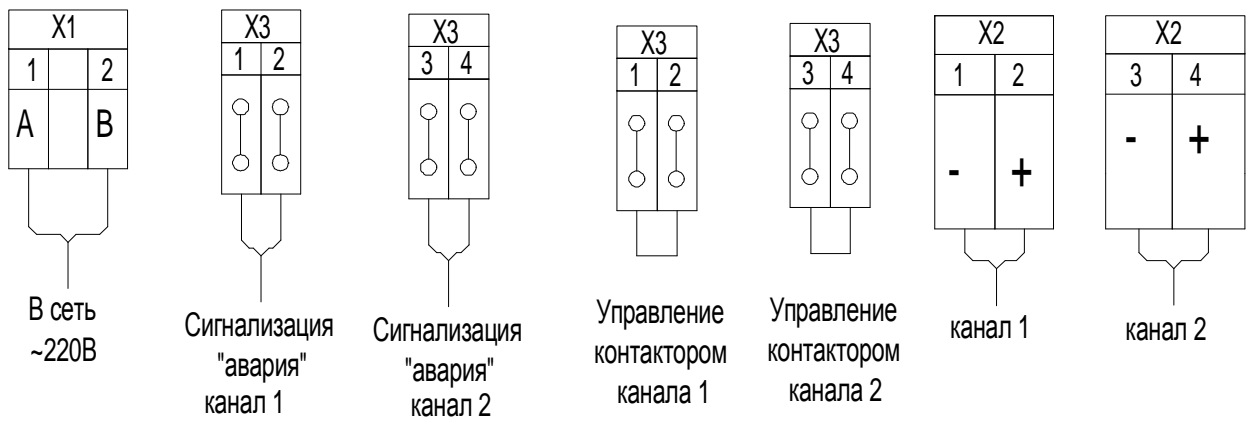 X1
1 2
A B
В сеть
~220В
X3
1 2
Сигнализация
"авария"
канал 1
X3
3 4
Сигнализация
"авария"
канал 2
X3
1 2
Управление
контактором
канала 1
X3
3 4
Управление
контактором
канала 2
X2
1 2
- +
канал 1
X2
3 4
- +
канал 2